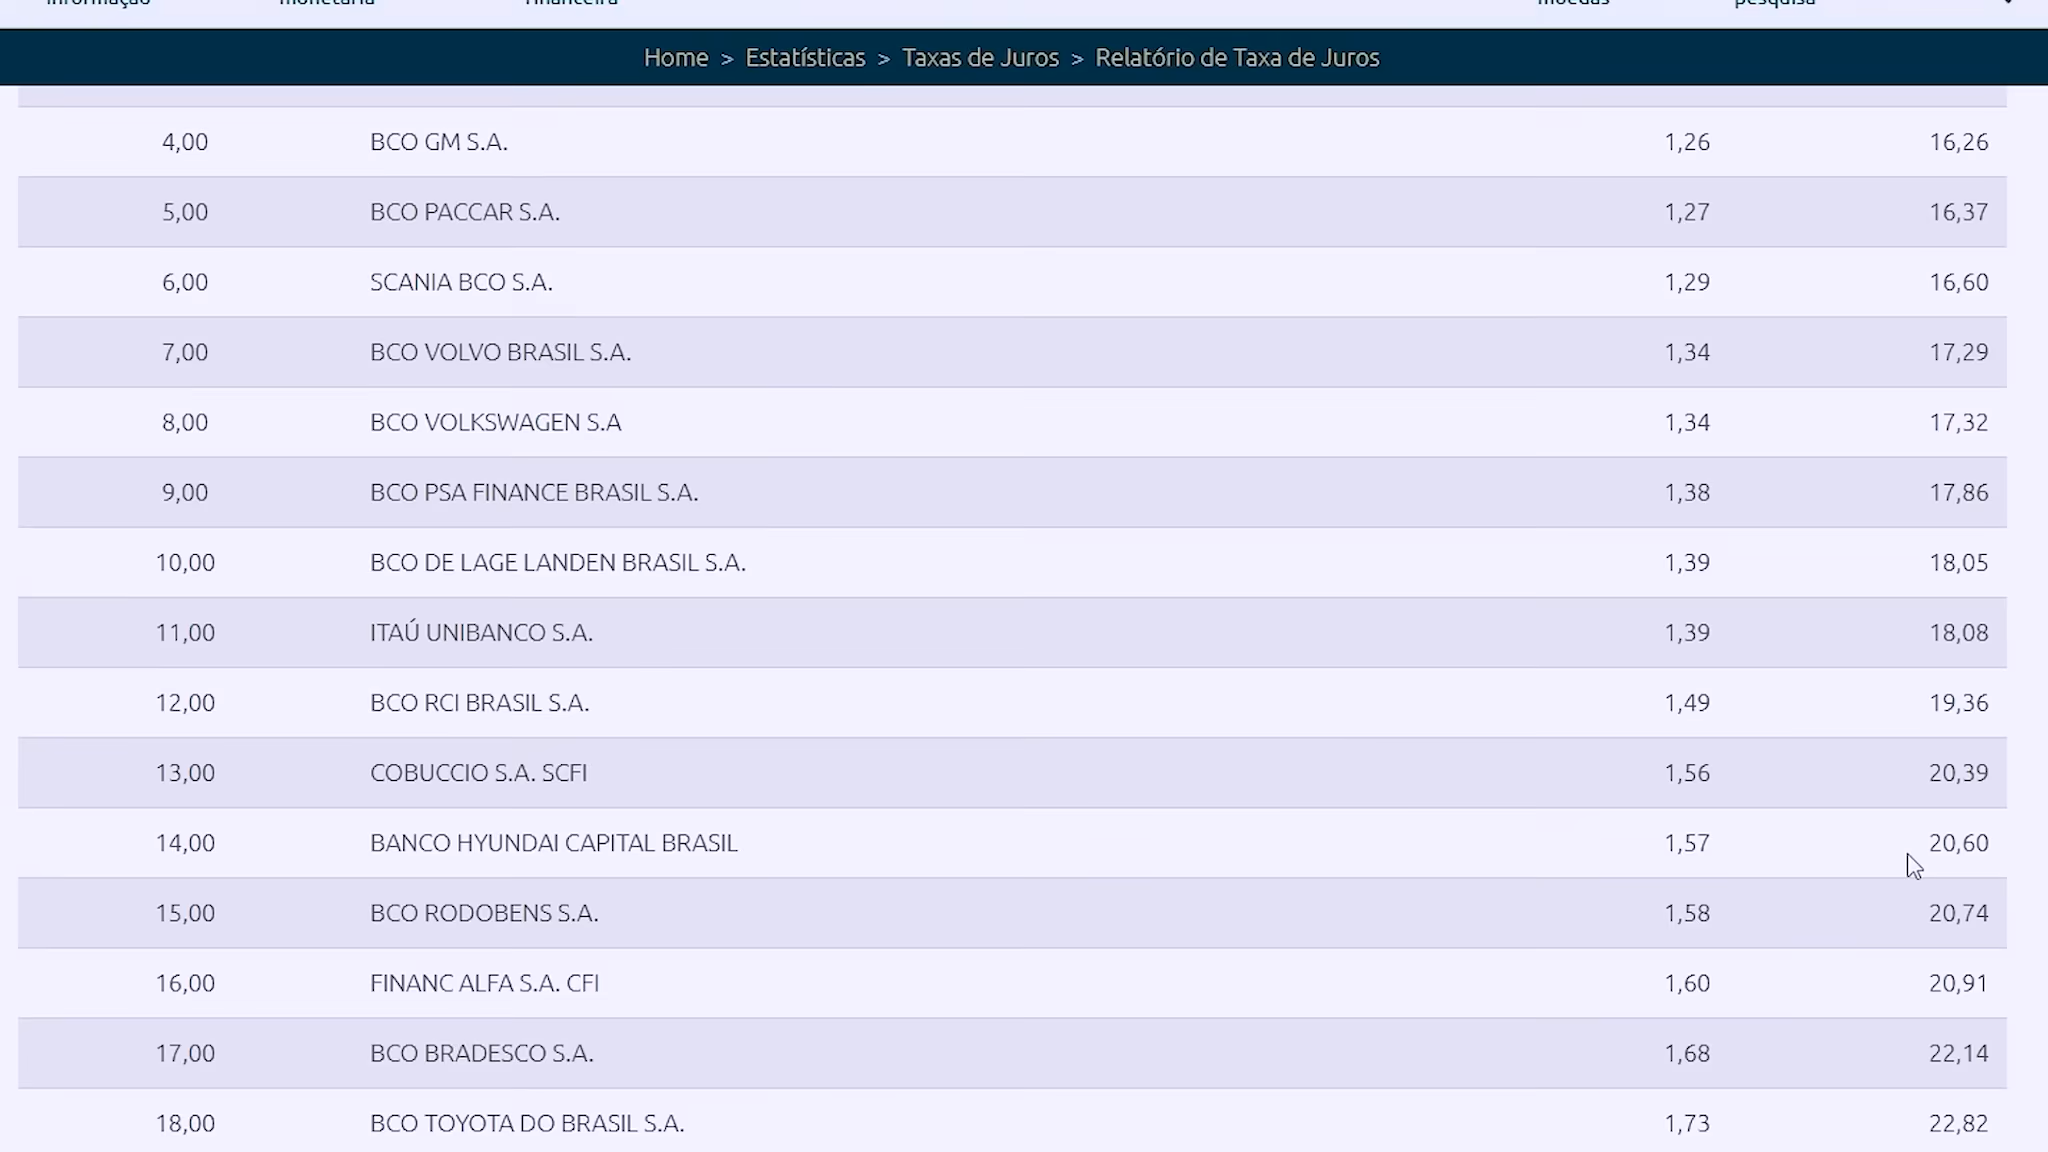 Home > Estatísticas > Taxas de Juros > Relatório de Taxa de Juros
4,00 BCO GM S.A. 1,26 16,26
5,00 BCO PACCAR S.A. 1,27 16,37
6,00 SCANIA BCO S.A. 1,29 16,60
7,00 BCO VOLVO BRASIL S.A. 1,34 17,29
8,00 BCO VOLKSWAGEN S.A 1,34 17,32
9,00 BCO PSA FINANCE BRASIL S.A. 1,38 17,86
10,00 BCO DE LAGE LANDEN BRASIL S.A. 1,39 18,05
11,00 ITAÚ UNIBANCO S.A. 1,39 18,08
12,00 BCO RCI BRASIL S.A. 1,49 19,36
13,00 COBUCCIO S.A. SCFI 1,56 20,39
14,00 BANCO HYUNDAI CAPITAL BRASIL 1,57 20,60
15,00 BCO RODOBENS S.A. 1,58 20,74
16,00 FINANC ALFA S.A. CFI 1,60 20,91
17,00 BCO BRADESCO S.A. 1,68 22,14
18,00 BCO TOYOTA DO BRASIL S.A. 1,73 22,82